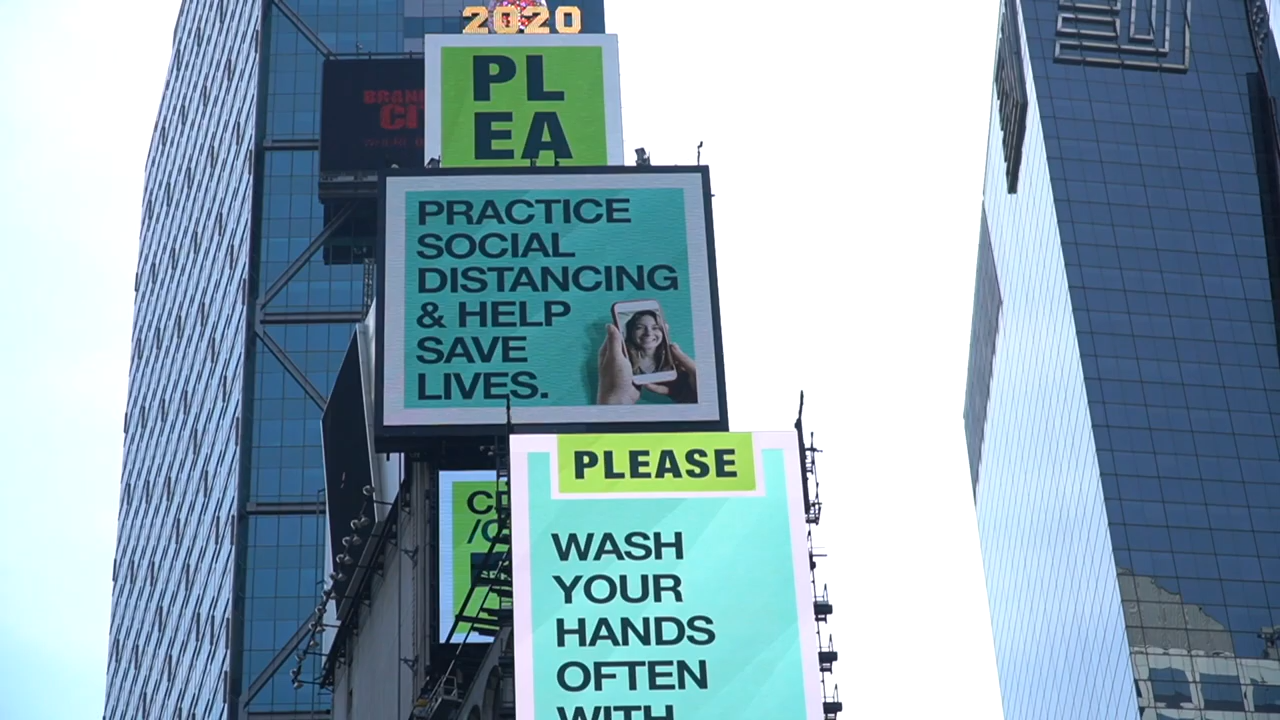 2020
PL
EA
PRACTICE
SOCIAL
DISTANCING
& HELP
SAVE
LIVES.
PLEASE
WASH
YOUR
HANDS
OFTEN
WITH